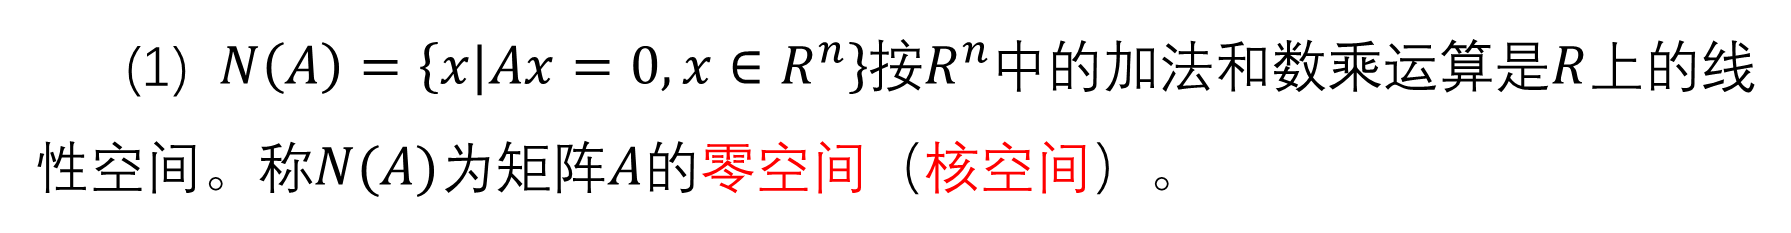 (1) N(A) = {x|Ax = 0, x ∈ Rⁿ}按Rⁿ中的加法和数乘运算是R上的线
性空间。称N(A)为矩阵A的零空间（核空间）。